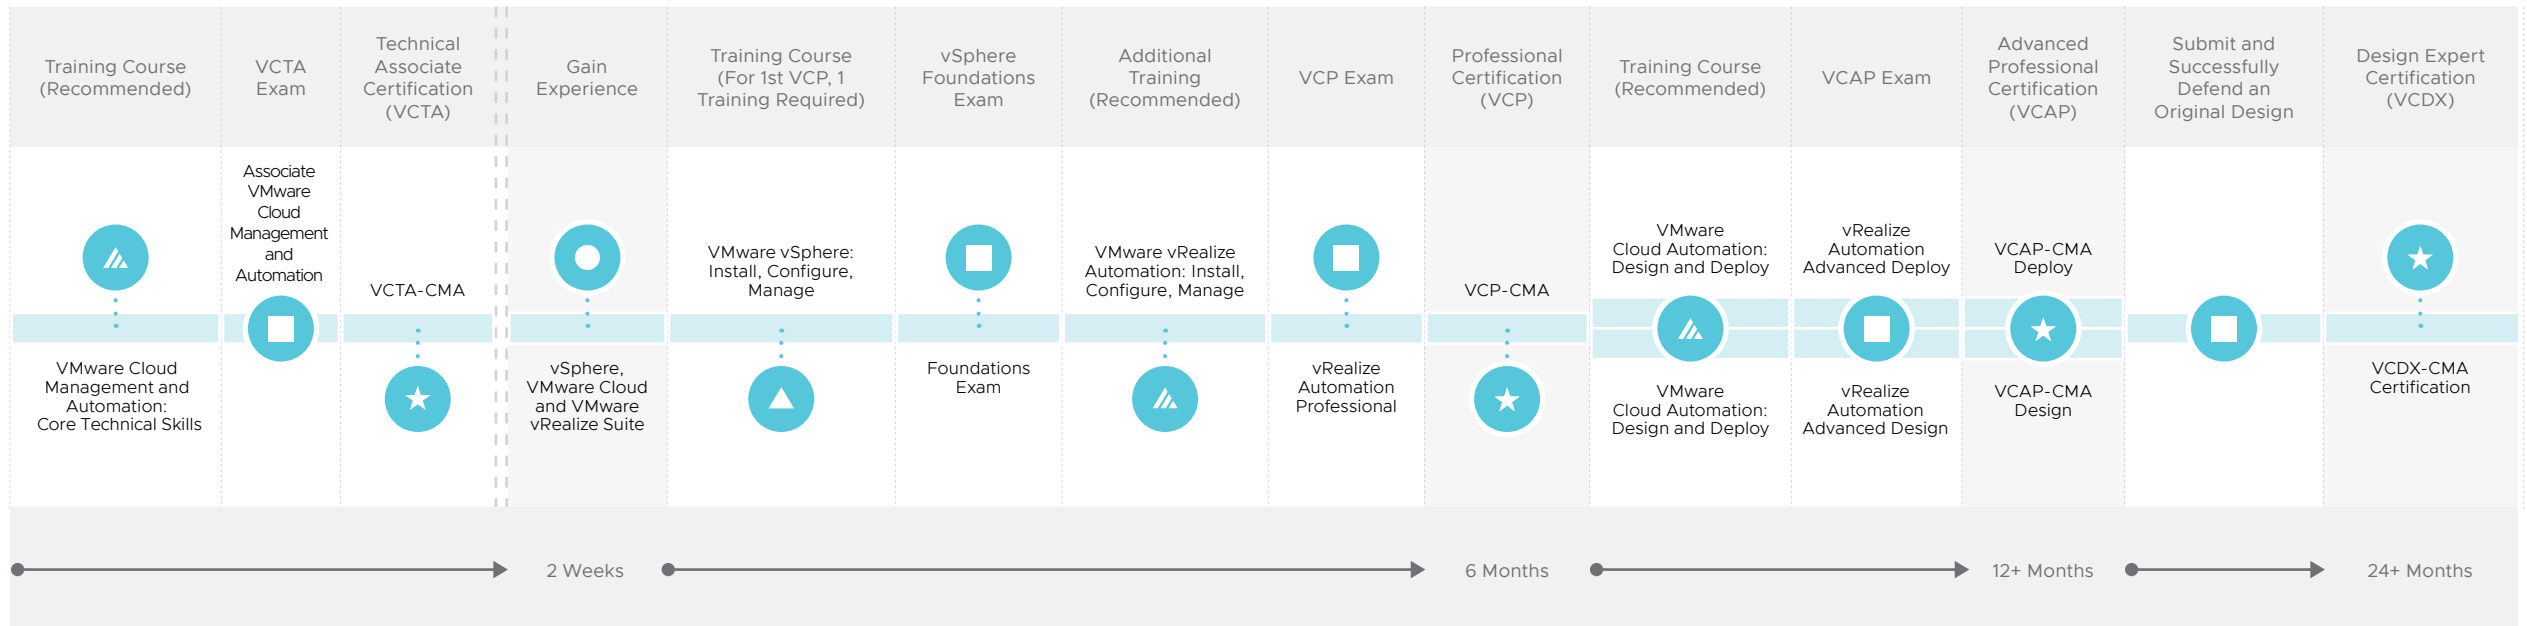 Training Course
(Recommended)
VCTA
Exam
Technical
Associate
Certification
(VCTA)
Gain
Experience
Training Course
(For 1st VCP, 1
Training Required)
vSphere
Foundations
Exam
Additional
Training
(Recommended)
VCP Exam
Professional
Certification
(VCP)
Training Course
(Recommended)
VCAP Exam
Advanced
Professional
Certification
(VCAP)
Submit and
Successfully
Defend an
Original Design
Design Expert
Certification
(VCDX)
VMware Cloud
Management and
Automation:
Core Technical Skills
Associate
VMware
Cloud
Management
and
Automation
VCTA-CMA
vSphere,
VMware Cloud
and VMware
vRealize Suite
VMware vSphere:
Install, Configure,
Manage
Foundations
Exam
VMware vRealize
Automation: Install,
Configure, Manage
vRealize
Automation
Professional
VCP-CMA
VMware
Cloud Automation:
Design and Deploy
VMware
Cloud Automation:
Design and Deploy
vRealize
Automation
Advanced Deploy
vRealize
Automation
Advanced Design
VCAP-CMA
Deploy
VCAP-CMA
Design
VCDX-CMA
Certification
2 Weeks
6 Months
12+ Months
24+ Months